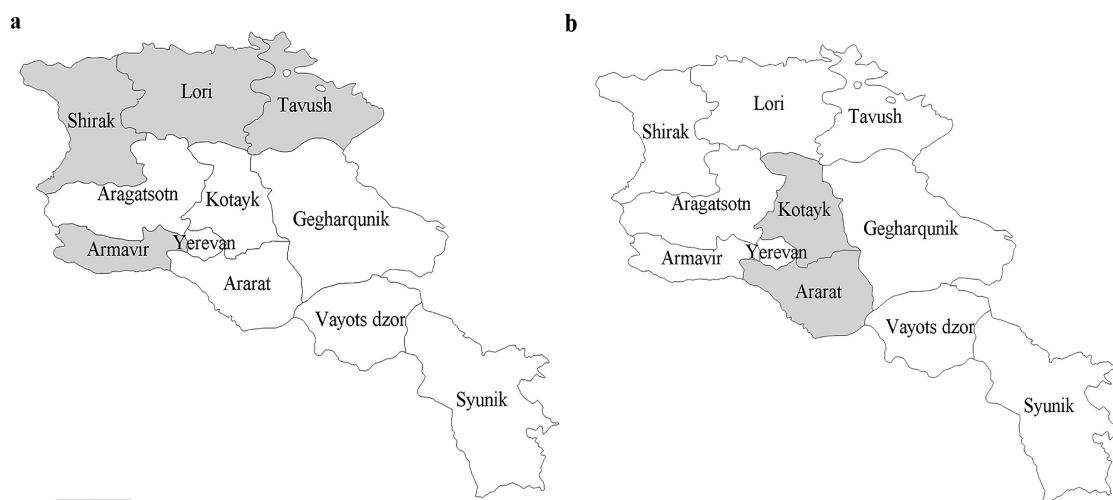 a
Lori
Tavush
Shirak
Aragatsotn
Kotayk
Gegharqunik
Armavir
Yerevan
Ararat
Vayots dzor
Syunik
b
Lori
Tavush
Shirak
Aragatsotn
Kotayk
Gegharqunik
Armavir
Yerevan
Ararat
Vayots dzor
Syunik